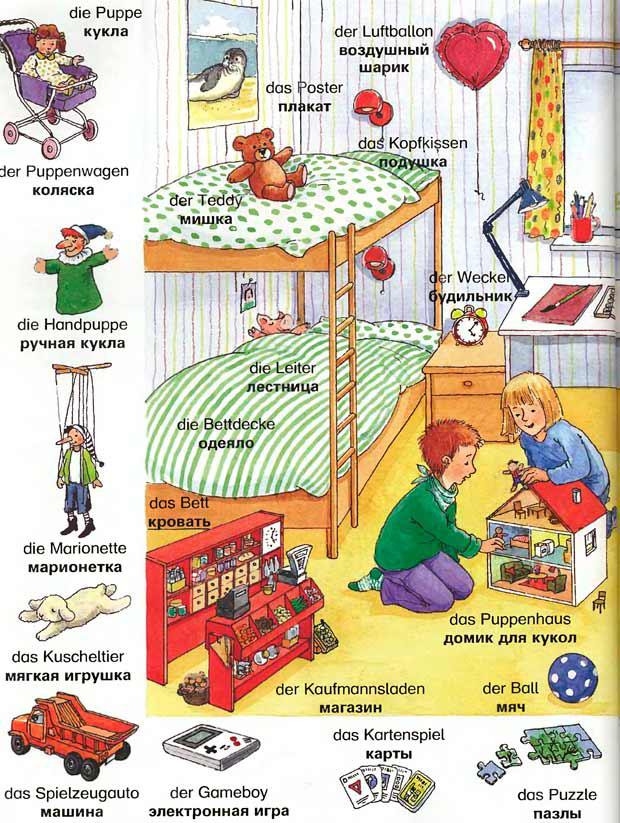 die Puppe
кукла
der Luftballon
воздушный
шарик
das Poster
плакат
das Kopfkissen
подушка
der Puppenwagen
коляска
der Teddy
мишка
der Wecker
будильник
die Handpuppe
ручная кукла
die Leiter
лестница
die Bettdecke
одеяло
das Bett
кровать
die Marionette
марионетка
das Puppenhaus
домик для кукол
das Kuscheltier
мягкая игрушка
der Kaufmannsladen
магазин
der Ball
мяч
das Kartenspiel
карты
das Spielzeugauto
машина
der Gameboy
электронная игра
das Puzzle
пазлы